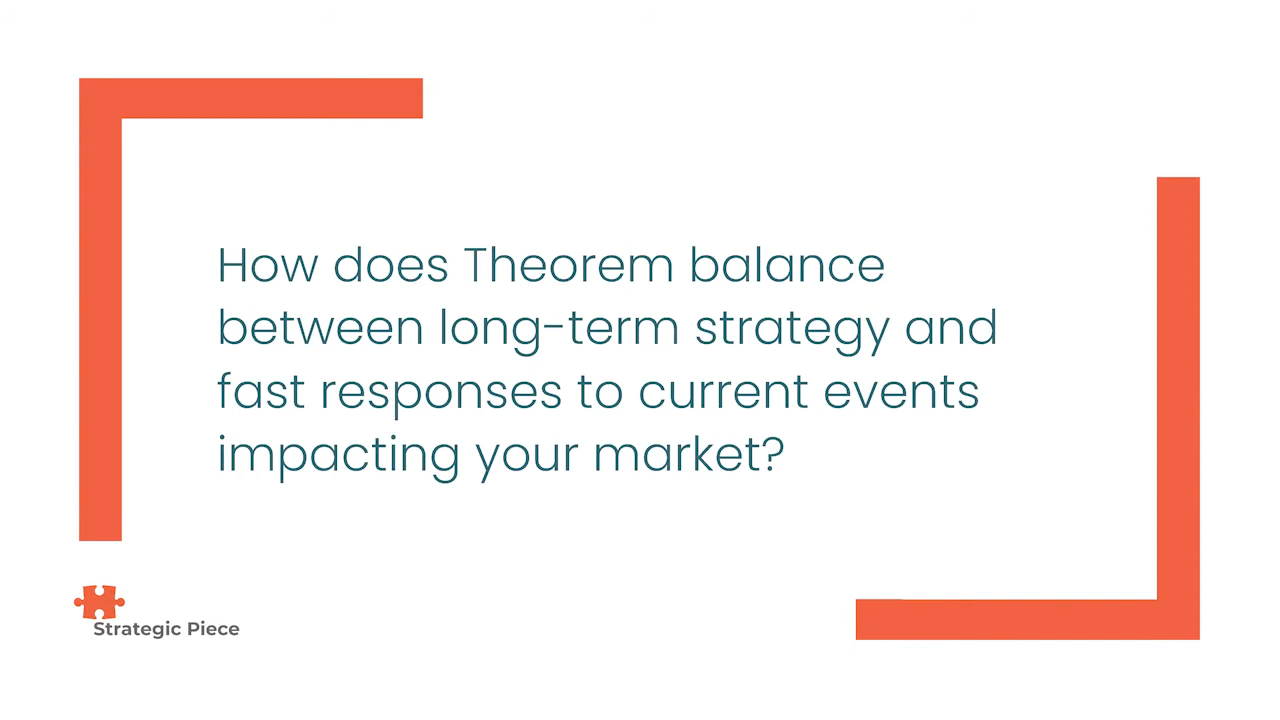 How does Theorem balance
between long-term strategy and
fast responses to current events
impacting your market?
Strategic Piece